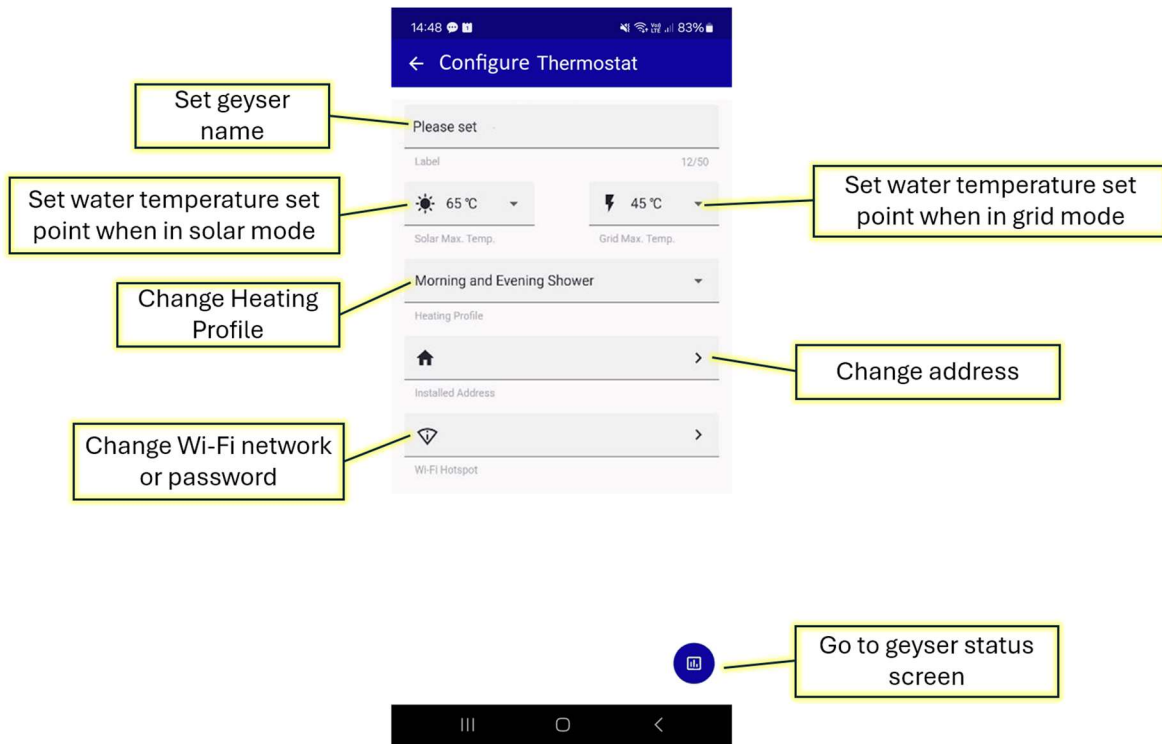 14:48
VoI) LTE 83%
Configure Thermostat
Set geyser
name
Please set
Label 12/50
Set water temperature set
point when in solar mode
65 °C
45 °C
Set water temperature set
point when in grid mode
Solar Max. Temp.
Grid Max. Temp.
Change Heating
Profile
Morning and Evening Shower
Heating Profile
Change address
Installed Address
Change Wi-Fi network
or password
Wi-Fi Hotspot
Go to geyser status
screen